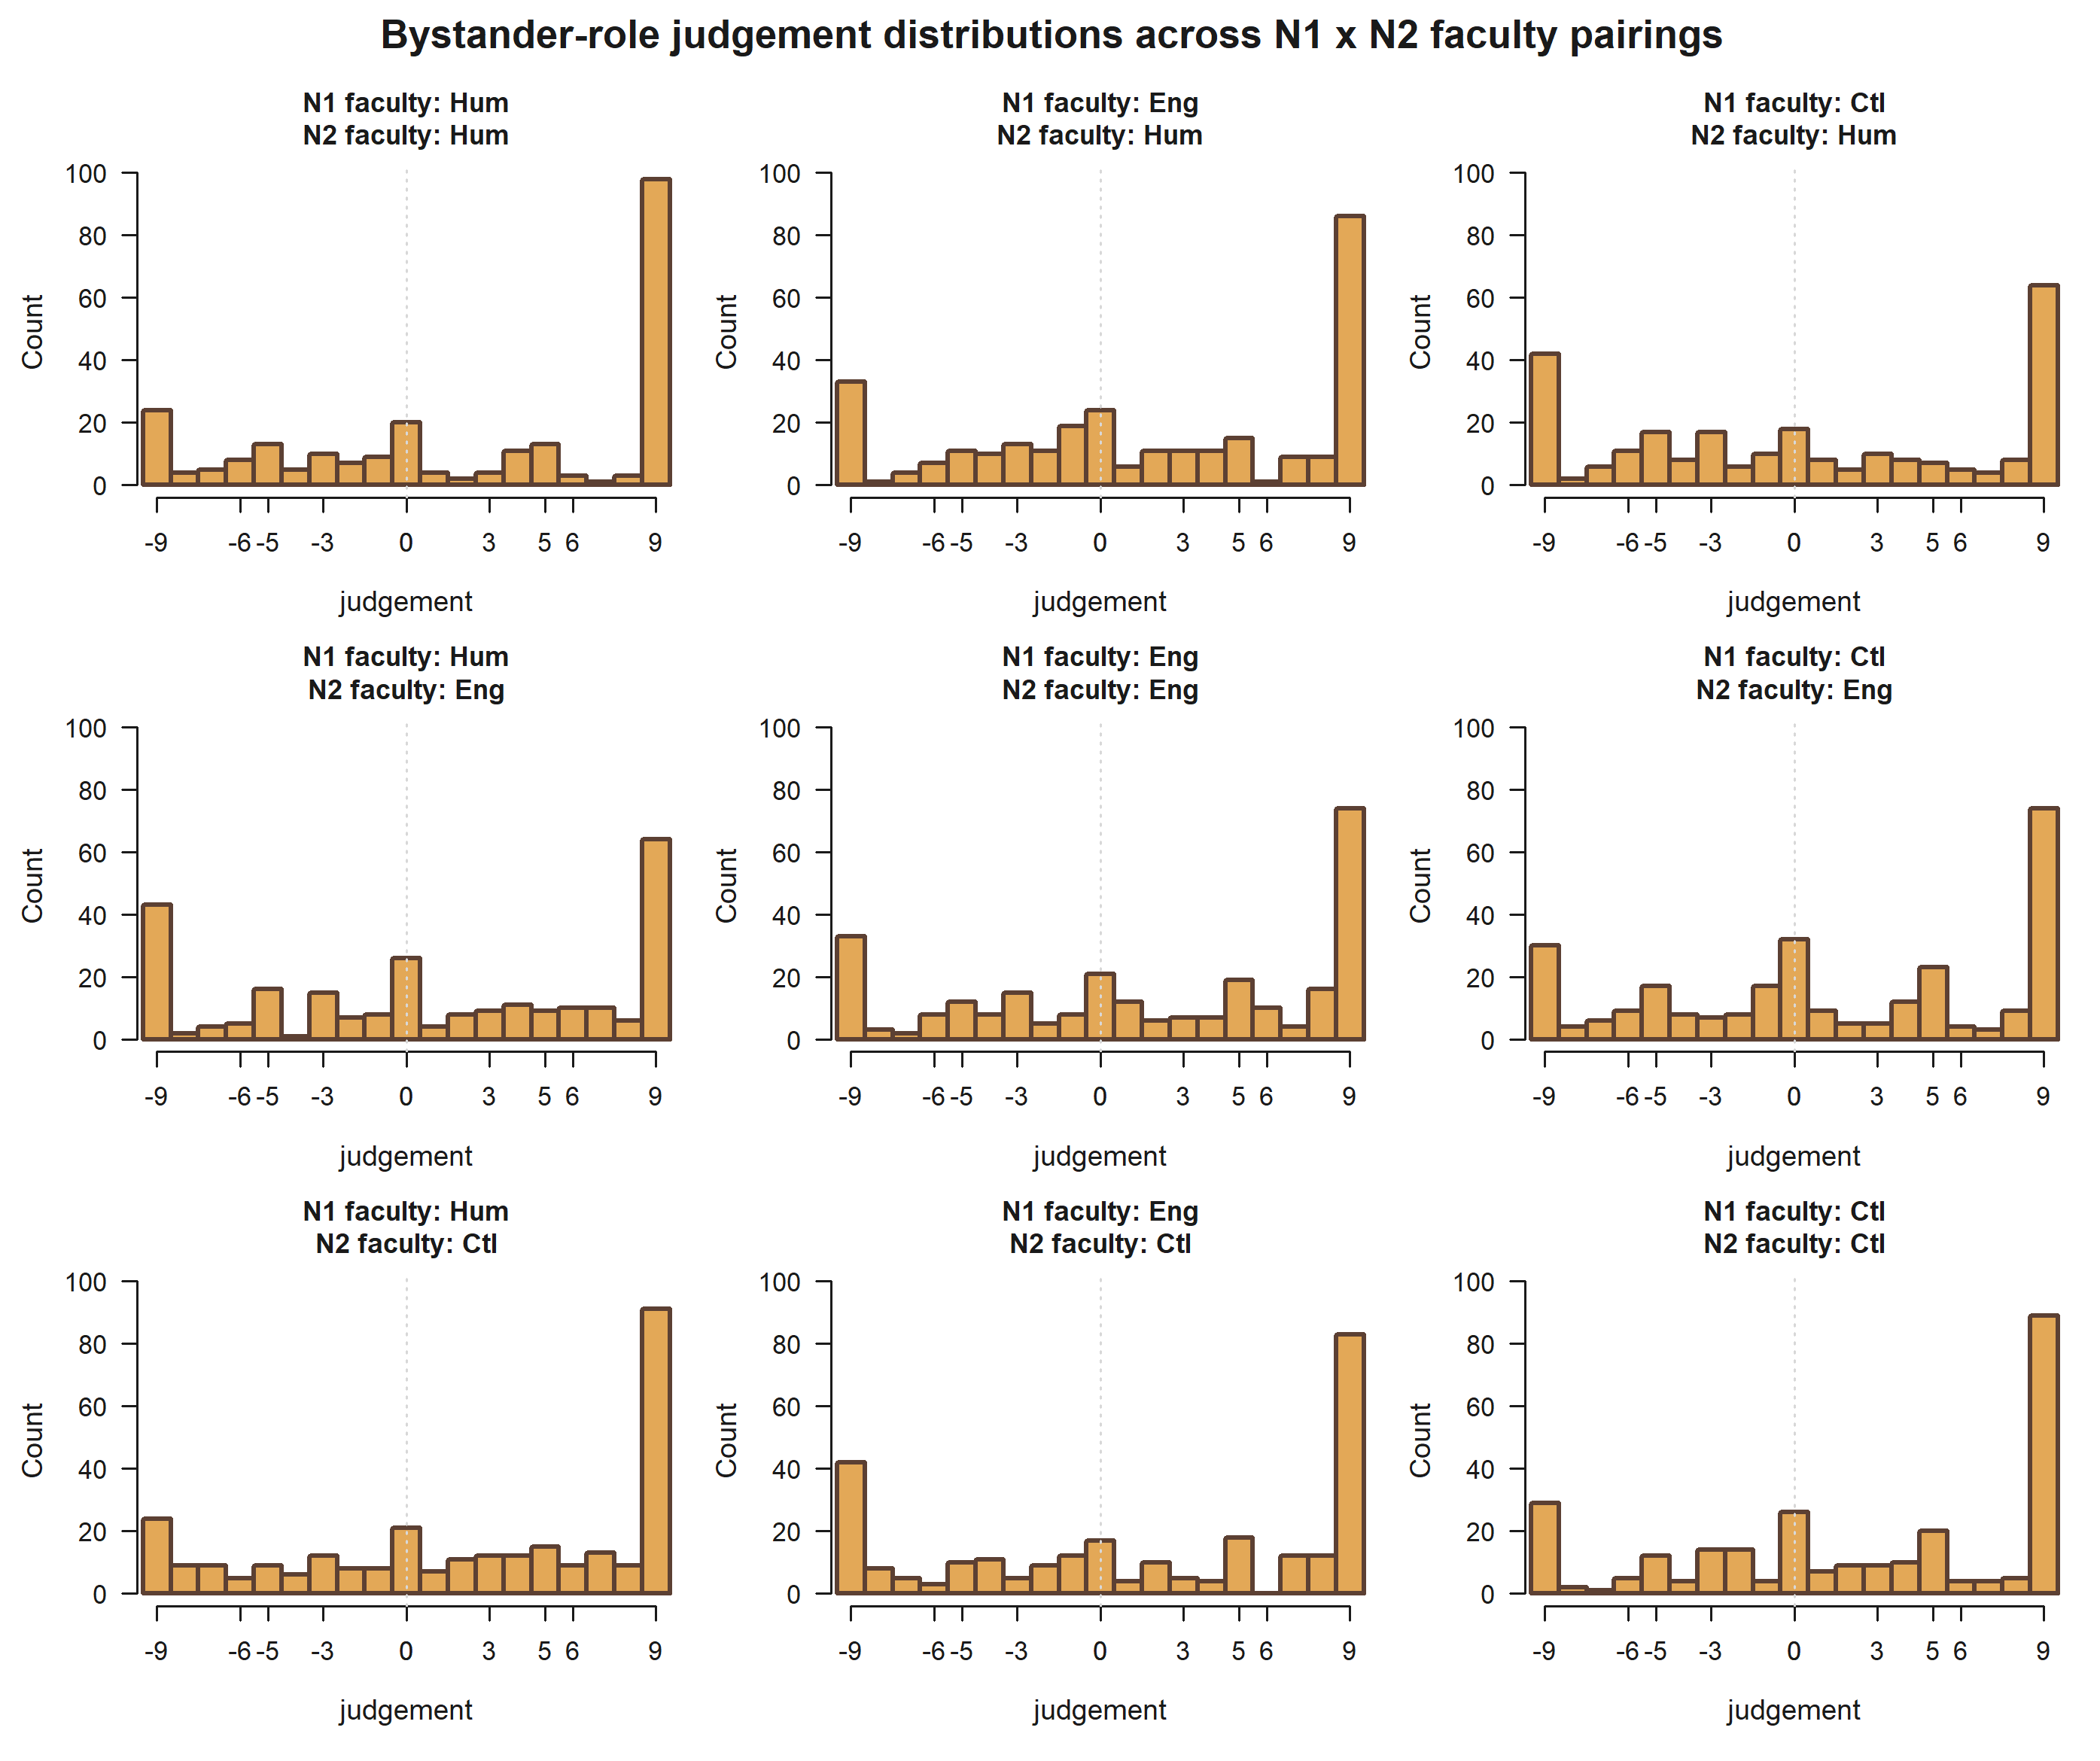 Bystander-role judgement distributions across N1 x N2 faculty pairings
N1 faculty: Hum
N2 faculty: Hum
100
80
60
40
20
0
Count
-9 -6 -5 -3 0 3 5 6 9
judgement
N1 faculty: Eng
N2 faculty: Hum
100
80
60
40
20
0
Count
-9 -6 -5 -3 0 3 5 6 9
judgement
N1 faculty: Ctl
N2 faculty: Hum
100
80
60
40
20
0
Count
-9 -6 -5 -3 0 3 5 6 9
judgement
N1 faculty: Hum
N2 faculty: Eng
100
80
60
40
20
0
Count
-9 -6 -5 -3 0 3 5 6 9
judgement
N1 faculty: Eng
N2 faculty: Eng
100
80
60
40
20
0
Count
-9 -6 -5 -3 0 3 5 6 9
judgement
N1 faculty: Ctl
N2 faculty: Eng
100
80
60
40
20
0
Count
-9 -6 -5 -3 0 3 5 6 9
judgement
N1 faculty: Hum
N2 faculty: Ctl
100
80
60
40
20
0
Count
-9 -6 -5 -3 0 3 5 6 9
judgement
N1 faculty: Eng
N2 faculty: Ctl
100
80
60
40
20
0
Count
-9 -6 -5 -3 0 3 5 6 9
judgement
N1 faculty: Ctl
N2 faculty: Ctl
100
80
60
40
20
0
Count
-9 -6 -5 -3 0 3 5 6 9
judgement